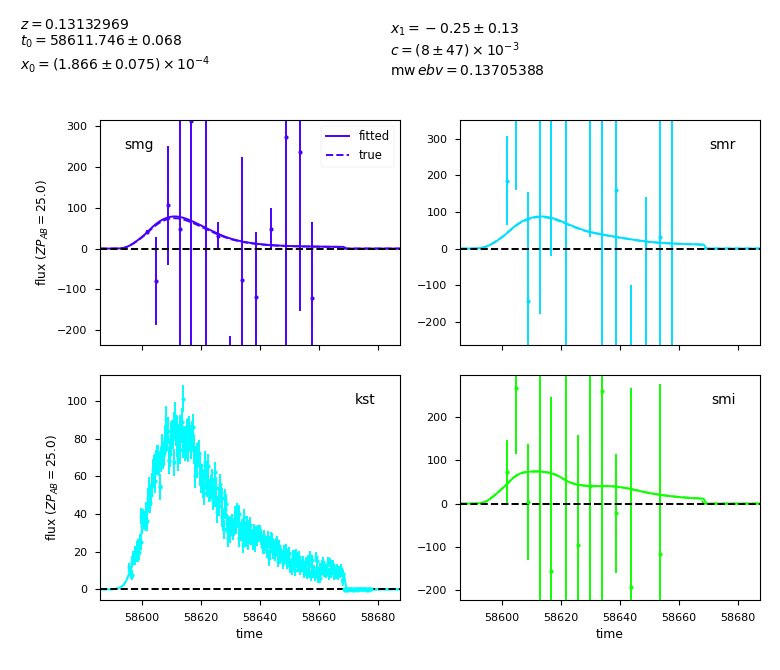 z = 0.13132969
t₀ = 58611.746 ± 0.068
x₀ = (1.866 ± 0.075) × 10⁻⁴
x₁ = −0.25 ± 0.13
c = (8 ± 47) × 10⁻³
mw ebv = 0.13705388
300
200
100
0
−100
−200
flux (ZP_AB = 25.0)
smg
fitted
true
300
200
100
0
−100
−200
smr
100
80
60
40
20
0
flux (ZP_AB = 25.0)
kst
58600 58620 58640 58660 58680
time
200
100
0
−100
−200
smi
58600 58620 58640 58660 58680
time